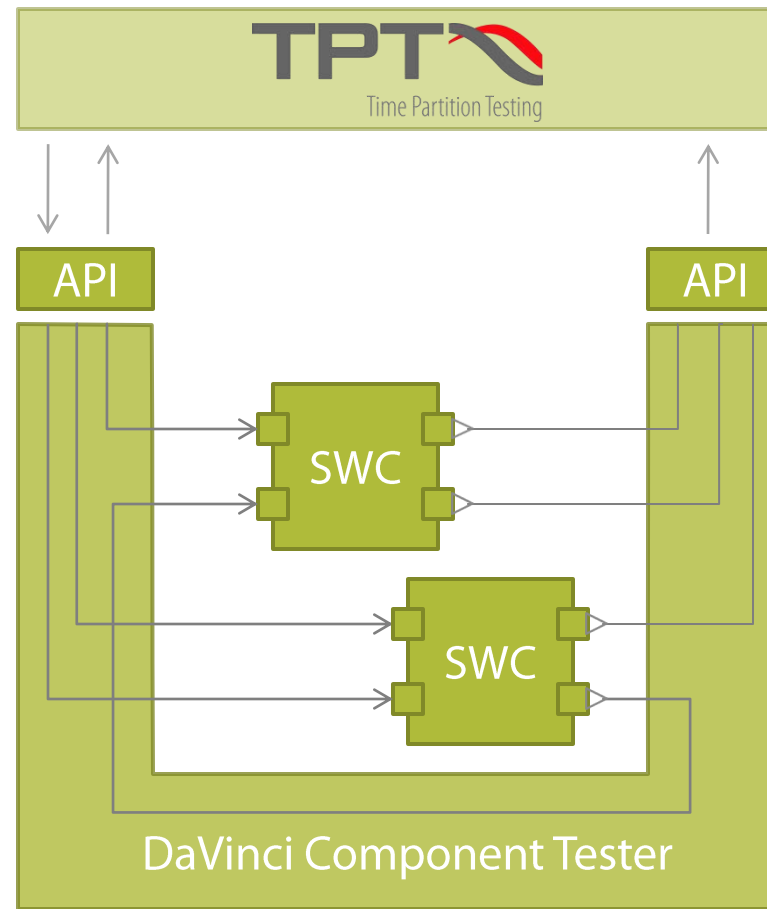 TPT
Time Partition Testing
API
API
SWC
SWC
DaVinci Component Tester